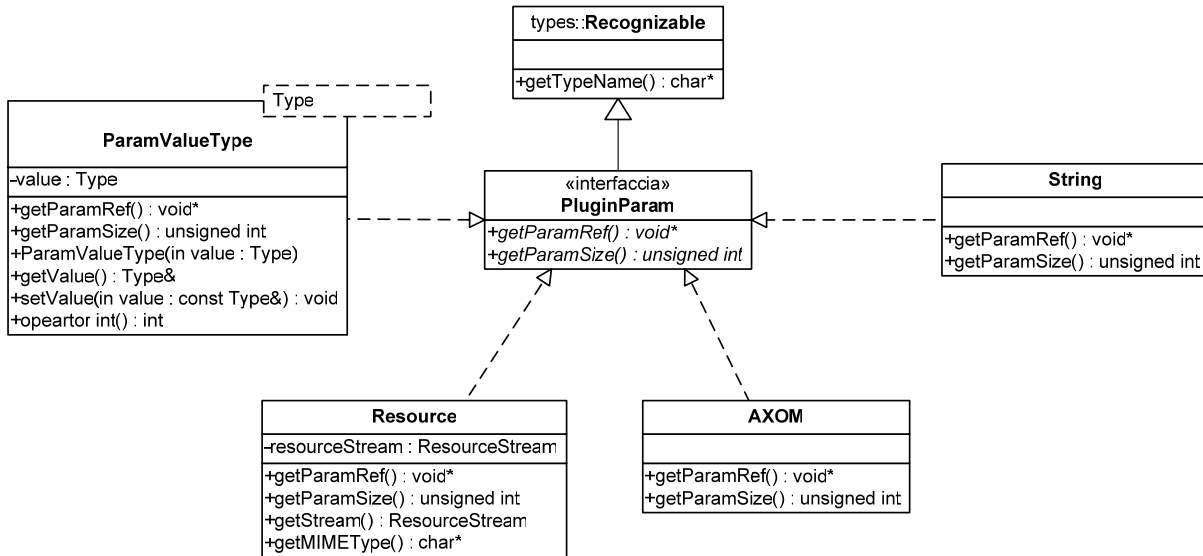 types::Recognizable
+getTypeName() : char*
Type
ParamValueType
-value : Type
+getParamRef() : void*
+getParamSize() : unsigned int
+ParamValueType(in value : Type)
+getValue() : Type&
+setValue(in value : const Type&) : void
+opeartor int() : int
«interfaccia»
PluginParam
+getParamRef() : void*
+getParamSize() : unsigned int
String
+getParamRef() : void*
+getParamSize() : unsigned int
Resource
-resourceStream : ResourceStream
+getParamRef() : void*
+getParamSize() : unsigned int
+getStream() : ResourceStream
+getMIMEType() : char*
AXOM
+getParamRef() : void*
+getParamSize() : unsigned int